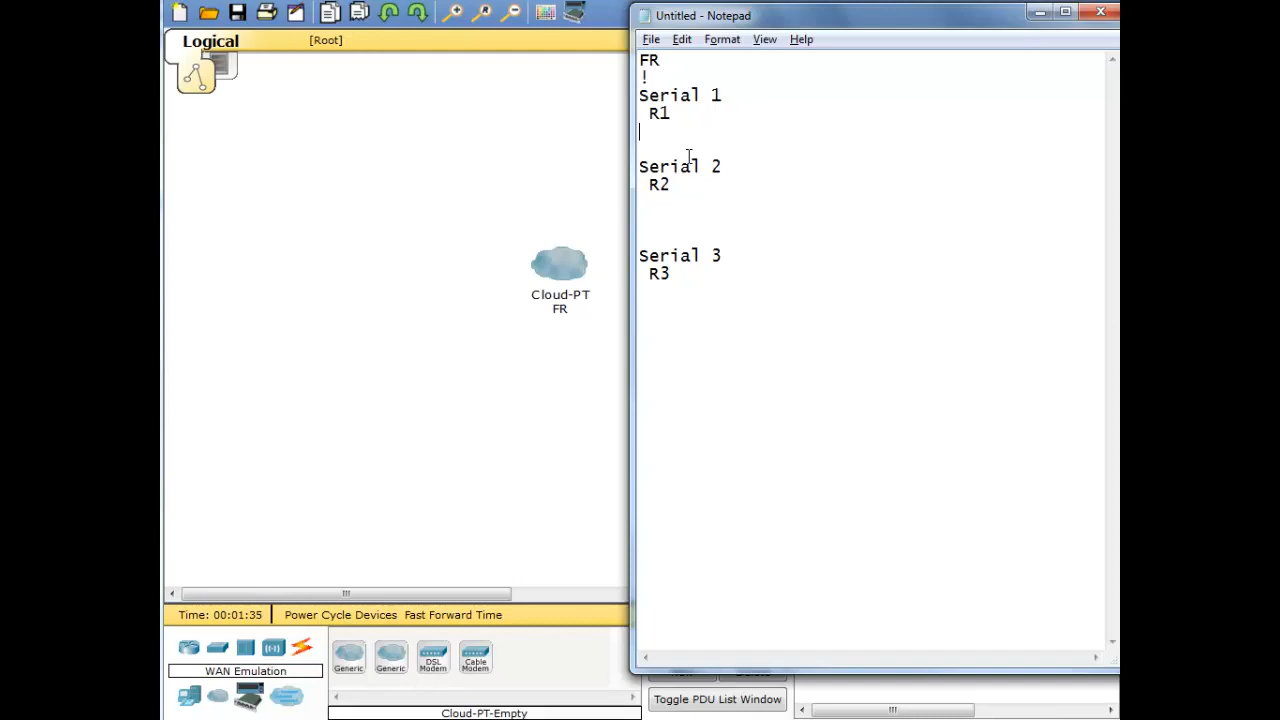 Untitled - Notepad
Logical
[Root]
File Edit Format View Help
FR
!
Serial 1
R1
Serial 2
R2
Serial 3
R3
Cloud-PT
FR
Time: 00:01:35
Power Cycle Devices Fast Forward Time
Generic
Generic
DSL Modem
Cable Modem
WAN Emulation
Toggle PDU List Window
Cloud-PT-Empty